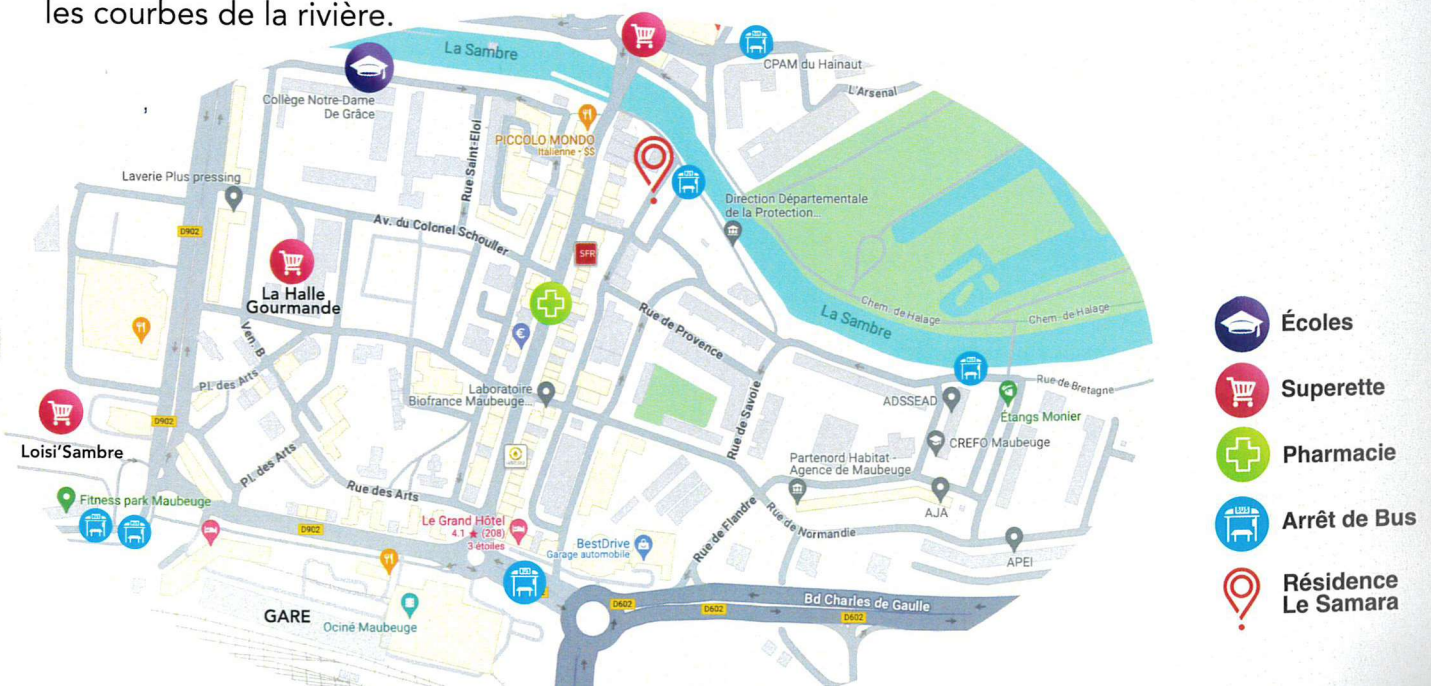 les courbes de la rivière.
La Sambre
CPAM du Hainaut
L'Arsenal
Collège Notre-Dame
De Grâce
PICCOLO MONDO
Italienne - $$
Rue Saint-Eloi
Laverie Plus pressing
Direction Départementale
de la Protection...
D902
Av. du Colonel Schouller
SFR
La Halle
Gourmande
Chem. de Halage
Chem. de Halage
La Sambre
Rue de Provence
Ven. B
Pl. des Arts
Laboratoire
Biofrance Maubeuge...
Rue de Savoie
Rue de Bretagne
ADSSEAD
Étangs Monier
D902
CREFO Maubeuge
Loisi'Sambre
Partenord Habitat -
Agence de Maubeuge
Pl. des Arts
Rue des Arts
Fitness park Maubeuge
AJA
Rue de Flandre
Rue de Normandie
D902
Le Grand Hôtel
4.1 ★ (208)
3 étoiles
BestDrive
Garage automobile
APEI
GARE
Ociné Maubeuge
D602
D602
D602
Bd Charles de Gaulle
Écoles
Superette
Pharmacie
BUS
Arrêt de Bus
Résidence
Le Samara